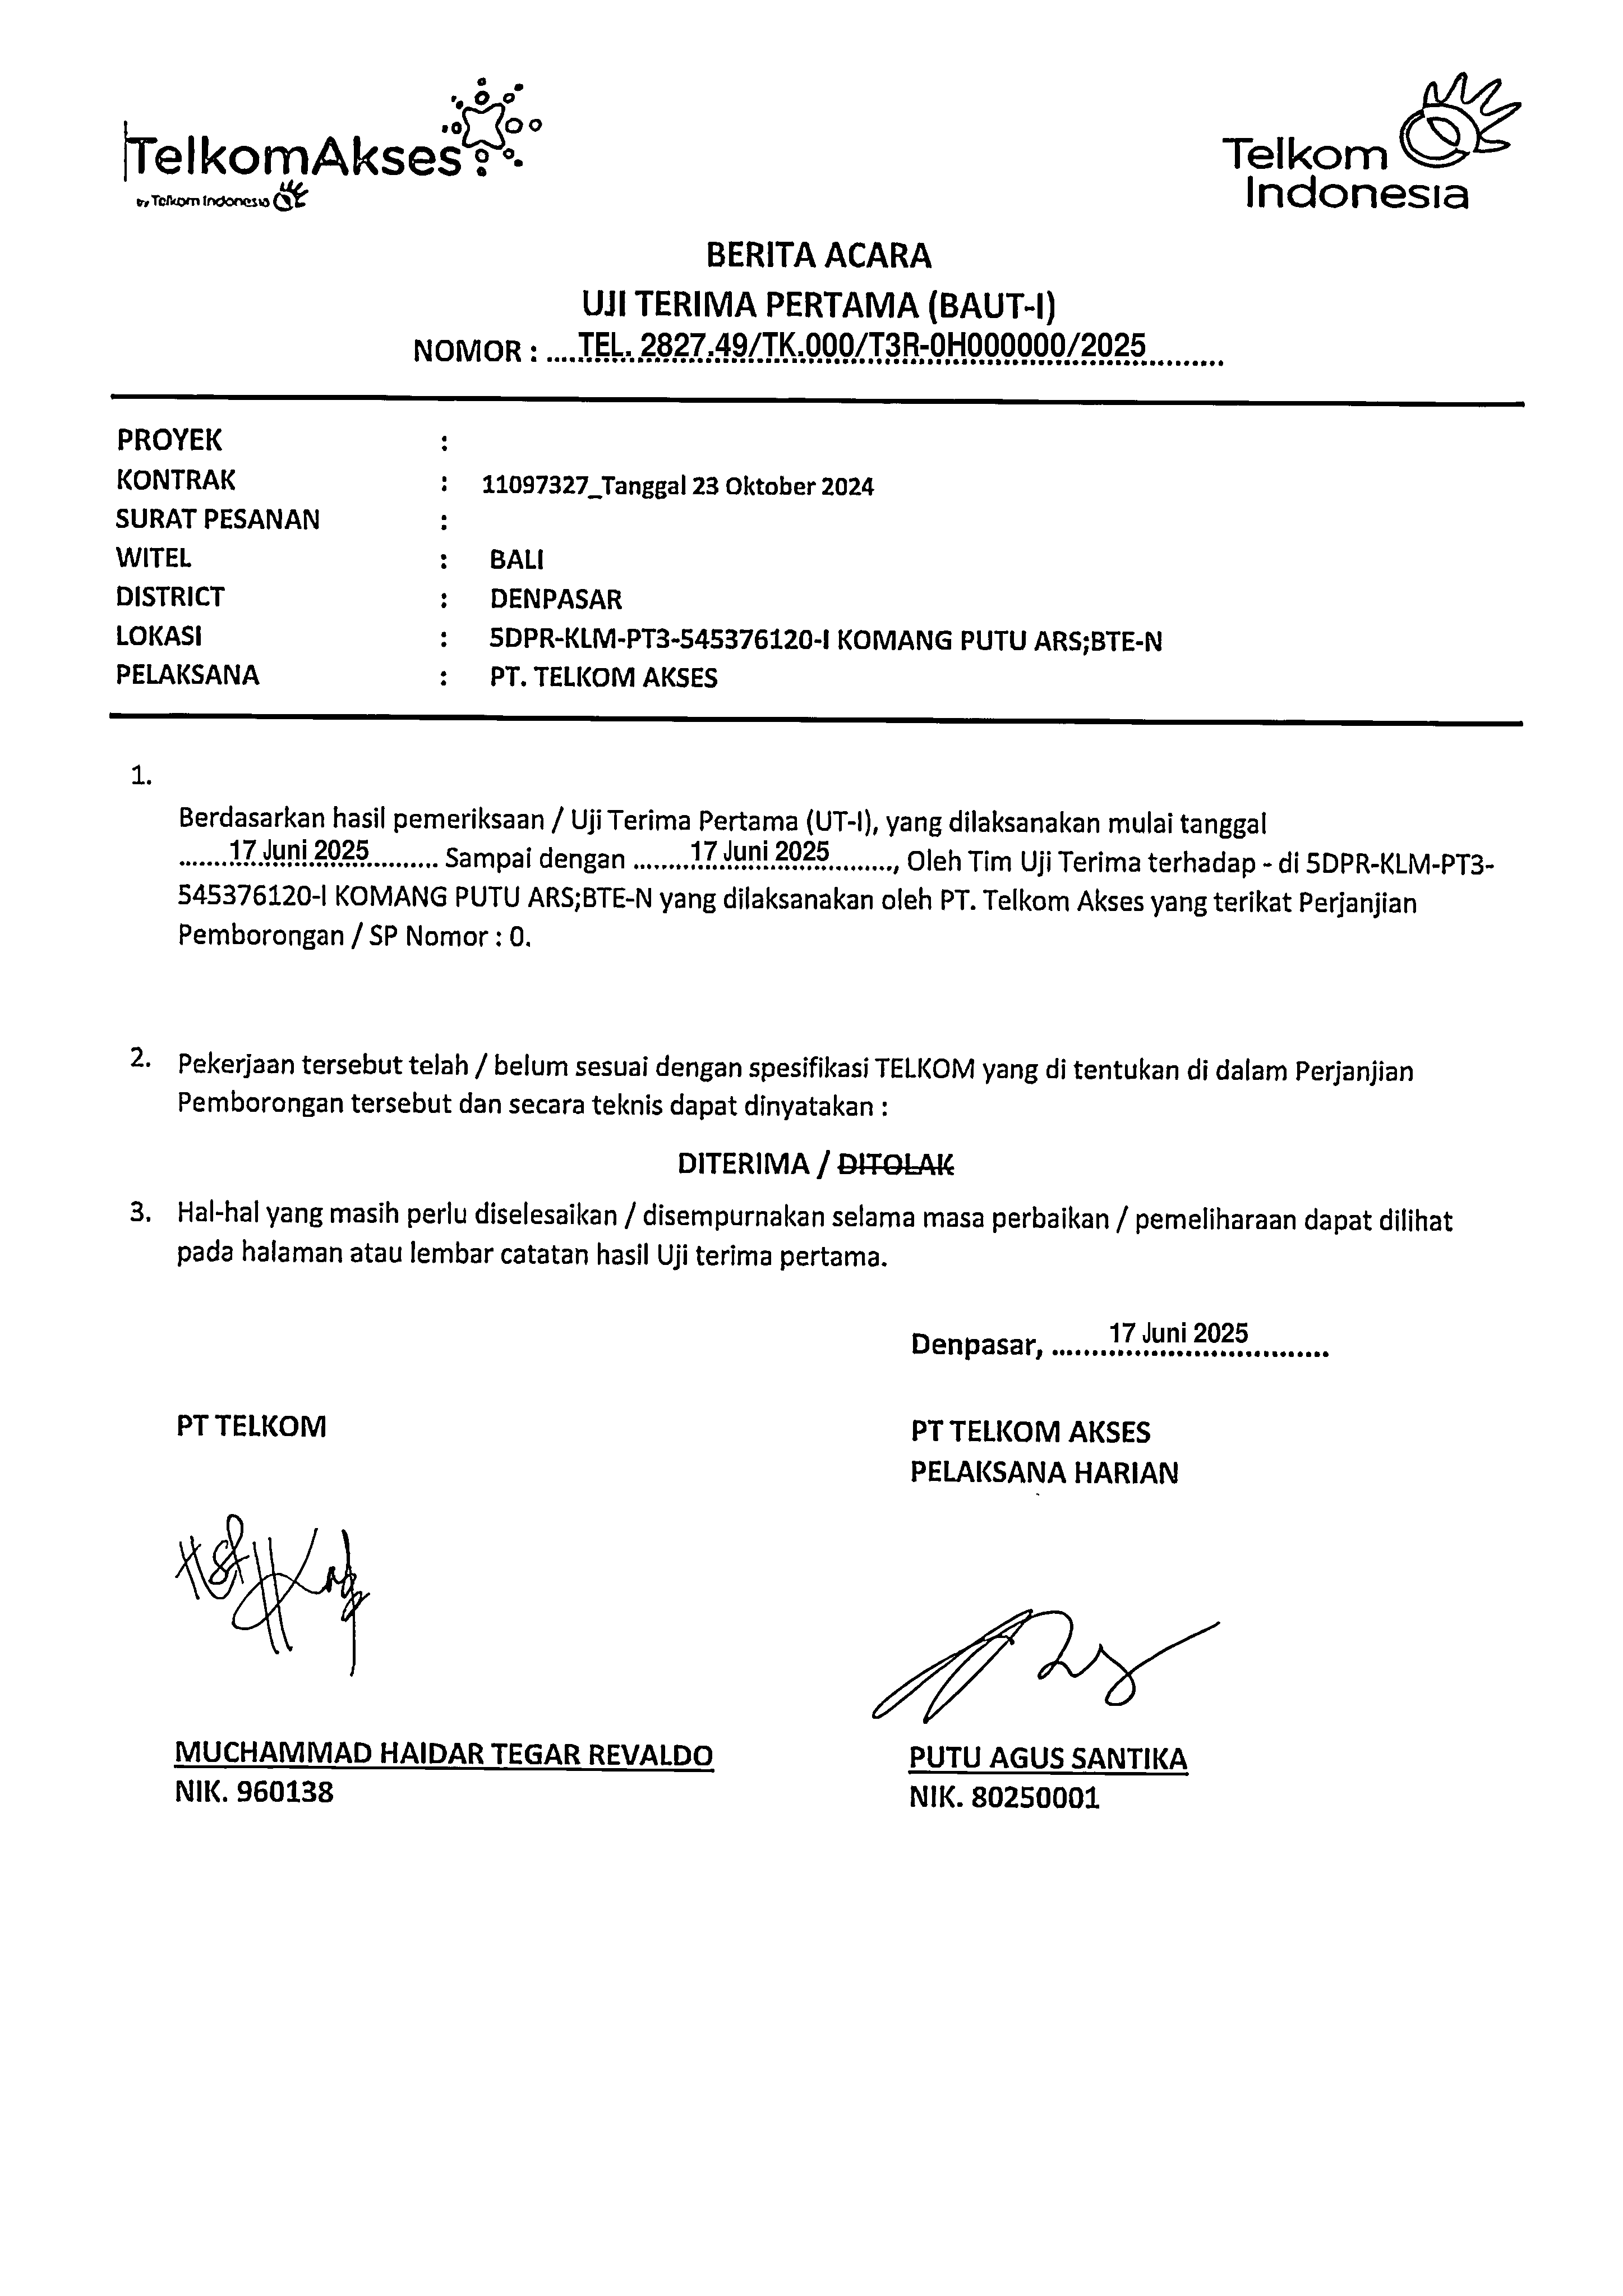 TelkomAkses
by Telkom Indonesia
Telkom
Indonesia
BERITA ACARA
UJI TERIMA PERTAMA (BAUT-I)
NOMOR : ....TEL. 2827.49/TK.000/T3R-0H000000/2025.........
PROYEK :
KONTRAK : 11097327_Tanggal 23 Oktober 2024
SURAT PESANAN :
WITEL : BALI
DISTRICT : DENPASAR
LOKASI : 5DPR-KLM-PT3-545376120-I KOMANG PUTU ARS;BTE-N
PELAKSANA : PT. TELKOM AKSES
1.
Berdasarkan hasil pemeriksaan / Uji Terima Pertama (UT-I), yang dilaksanakan mulai tanggal
.......17 Juni 2025.......... Sampai dengan ........17 Juni 2025........., Oleh Tim Uji Terima terhadap - di 5DPR-KLM-PT3-
545376120-I KOMANG PUTU ARS;BTE-N yang dilaksanakan oleh PT. Telkom Akses yang terikat Perjanjian
Pemborongan / SP Nomor : 0.
2. Pekerjaan tersebut telah / belum sesuai dengan spesifikasi TELKOM yang di tentukan di dalam Perjanjian
Pemborongan tersebut dan secara teknis dapat dinyatakan :
DITERIMA / DITOLAK
3. Hal-hal yang masih perlu diselesaikan / disempurnakan selama masa perbaikan / pemeliharaan dapat dilihat
pada halaman atau lembar catatan hasil Uji terima pertama.
Denpasar, .......17 Juni 2025..........
PT TELKOM
PT TELKOM AKSES
PELAKSANA HARIAN
MUCHAMMAD HAIDAR TEGAR REVALDO
NIK. 960138
PUTU AGUS SANTIKA
NIK. 80250001